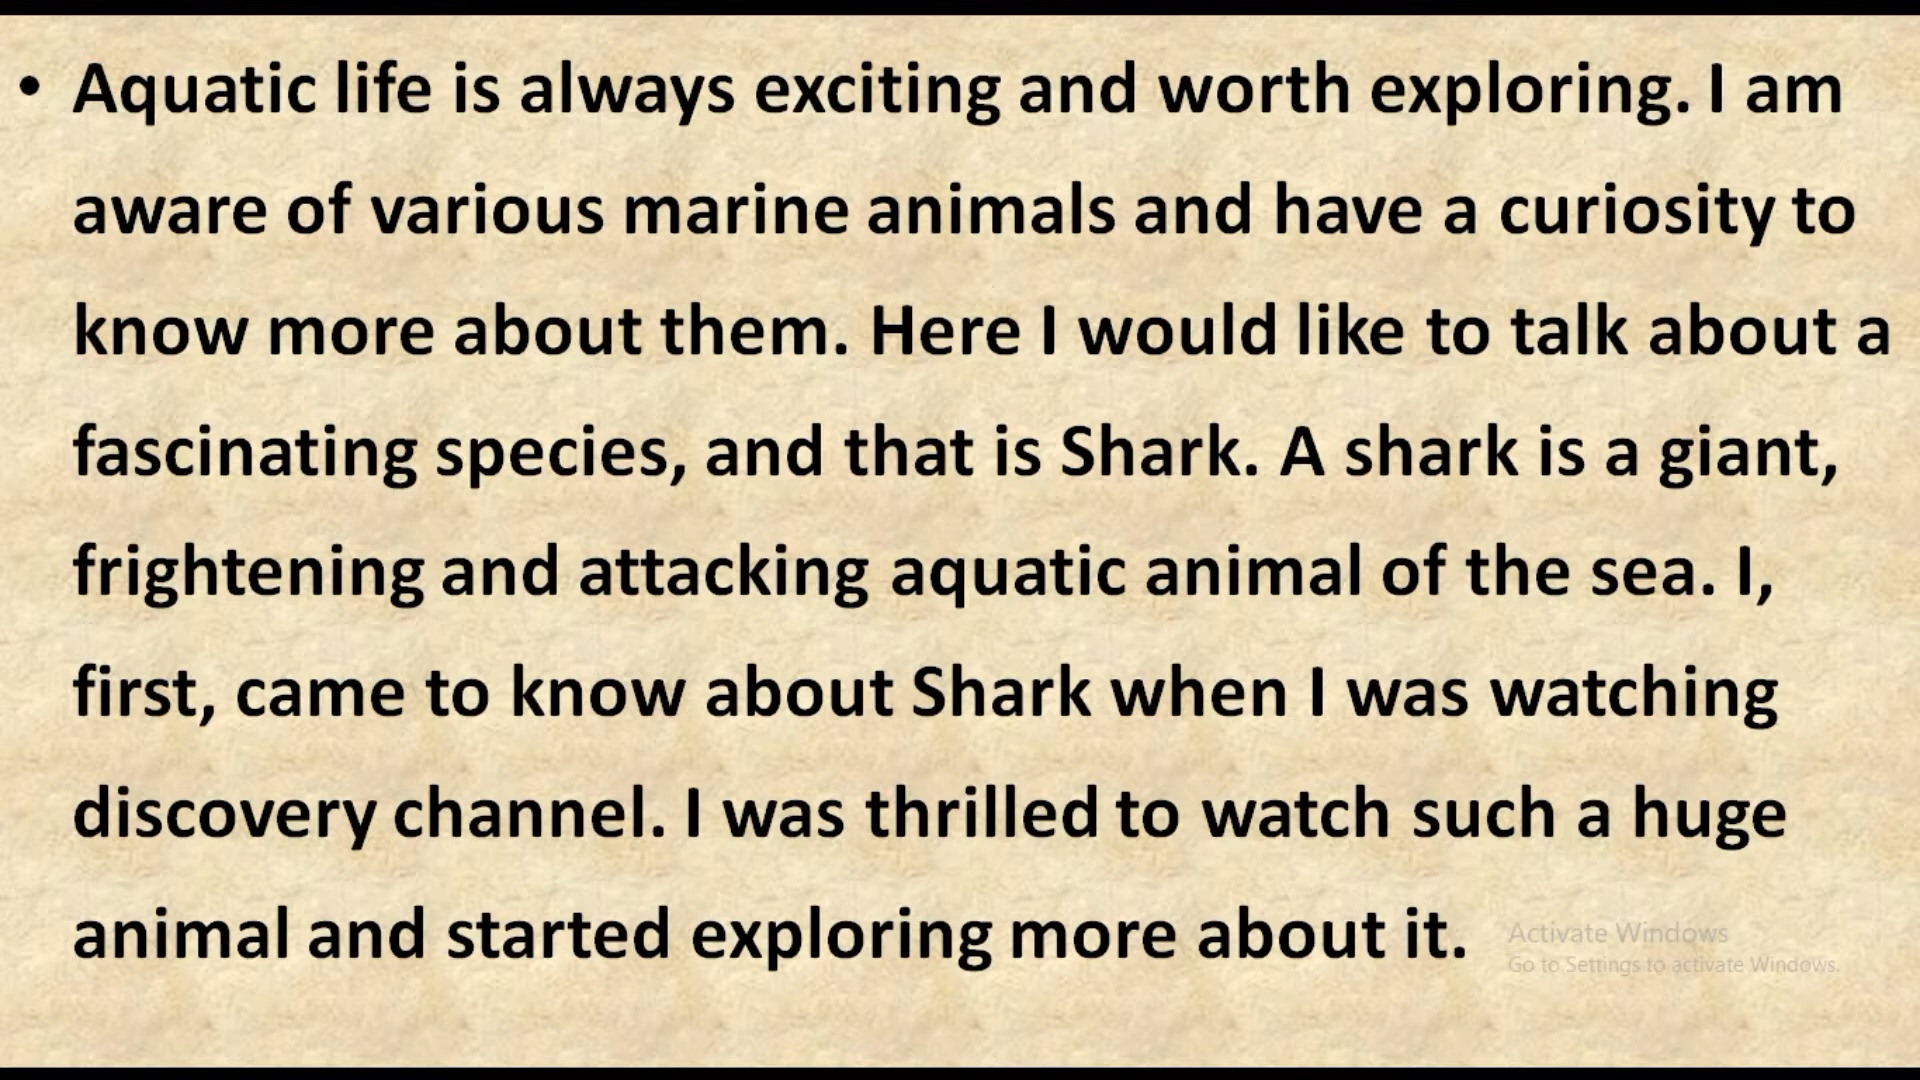 • Aquatic life is always exciting and worth exploring. I am
aware of various marine animals and have a curiosity to
know more about them. Here I would like to talk about a
fascinating species, and that is Shark. A shark is a giant,
frightening and attacking aquatic animal of the sea. I,
first, came to know about Shark when I was watching
discovery channel. I was thrilled to watch such a huge
animal and started exploring more about it.
Activate Windows
Go to Settings to activate Windows.